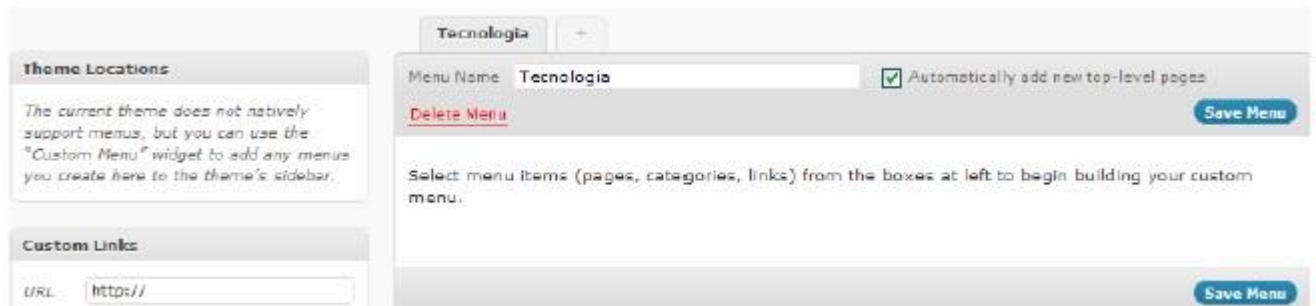 Tecnologia +
Theme Locations
The current theme does not natively
support menus, but you can use the
"Custom Menu" widget to add any menus
you create here to the theme's sidebar.
Custom Links
URL http://
Menu Name Tecnologia Automatically add new top-level pages
Delete Menu Save Menu
Select menu items (pages, categories, links) from the boxes at left to begin building your custom
menu.
Save Menu